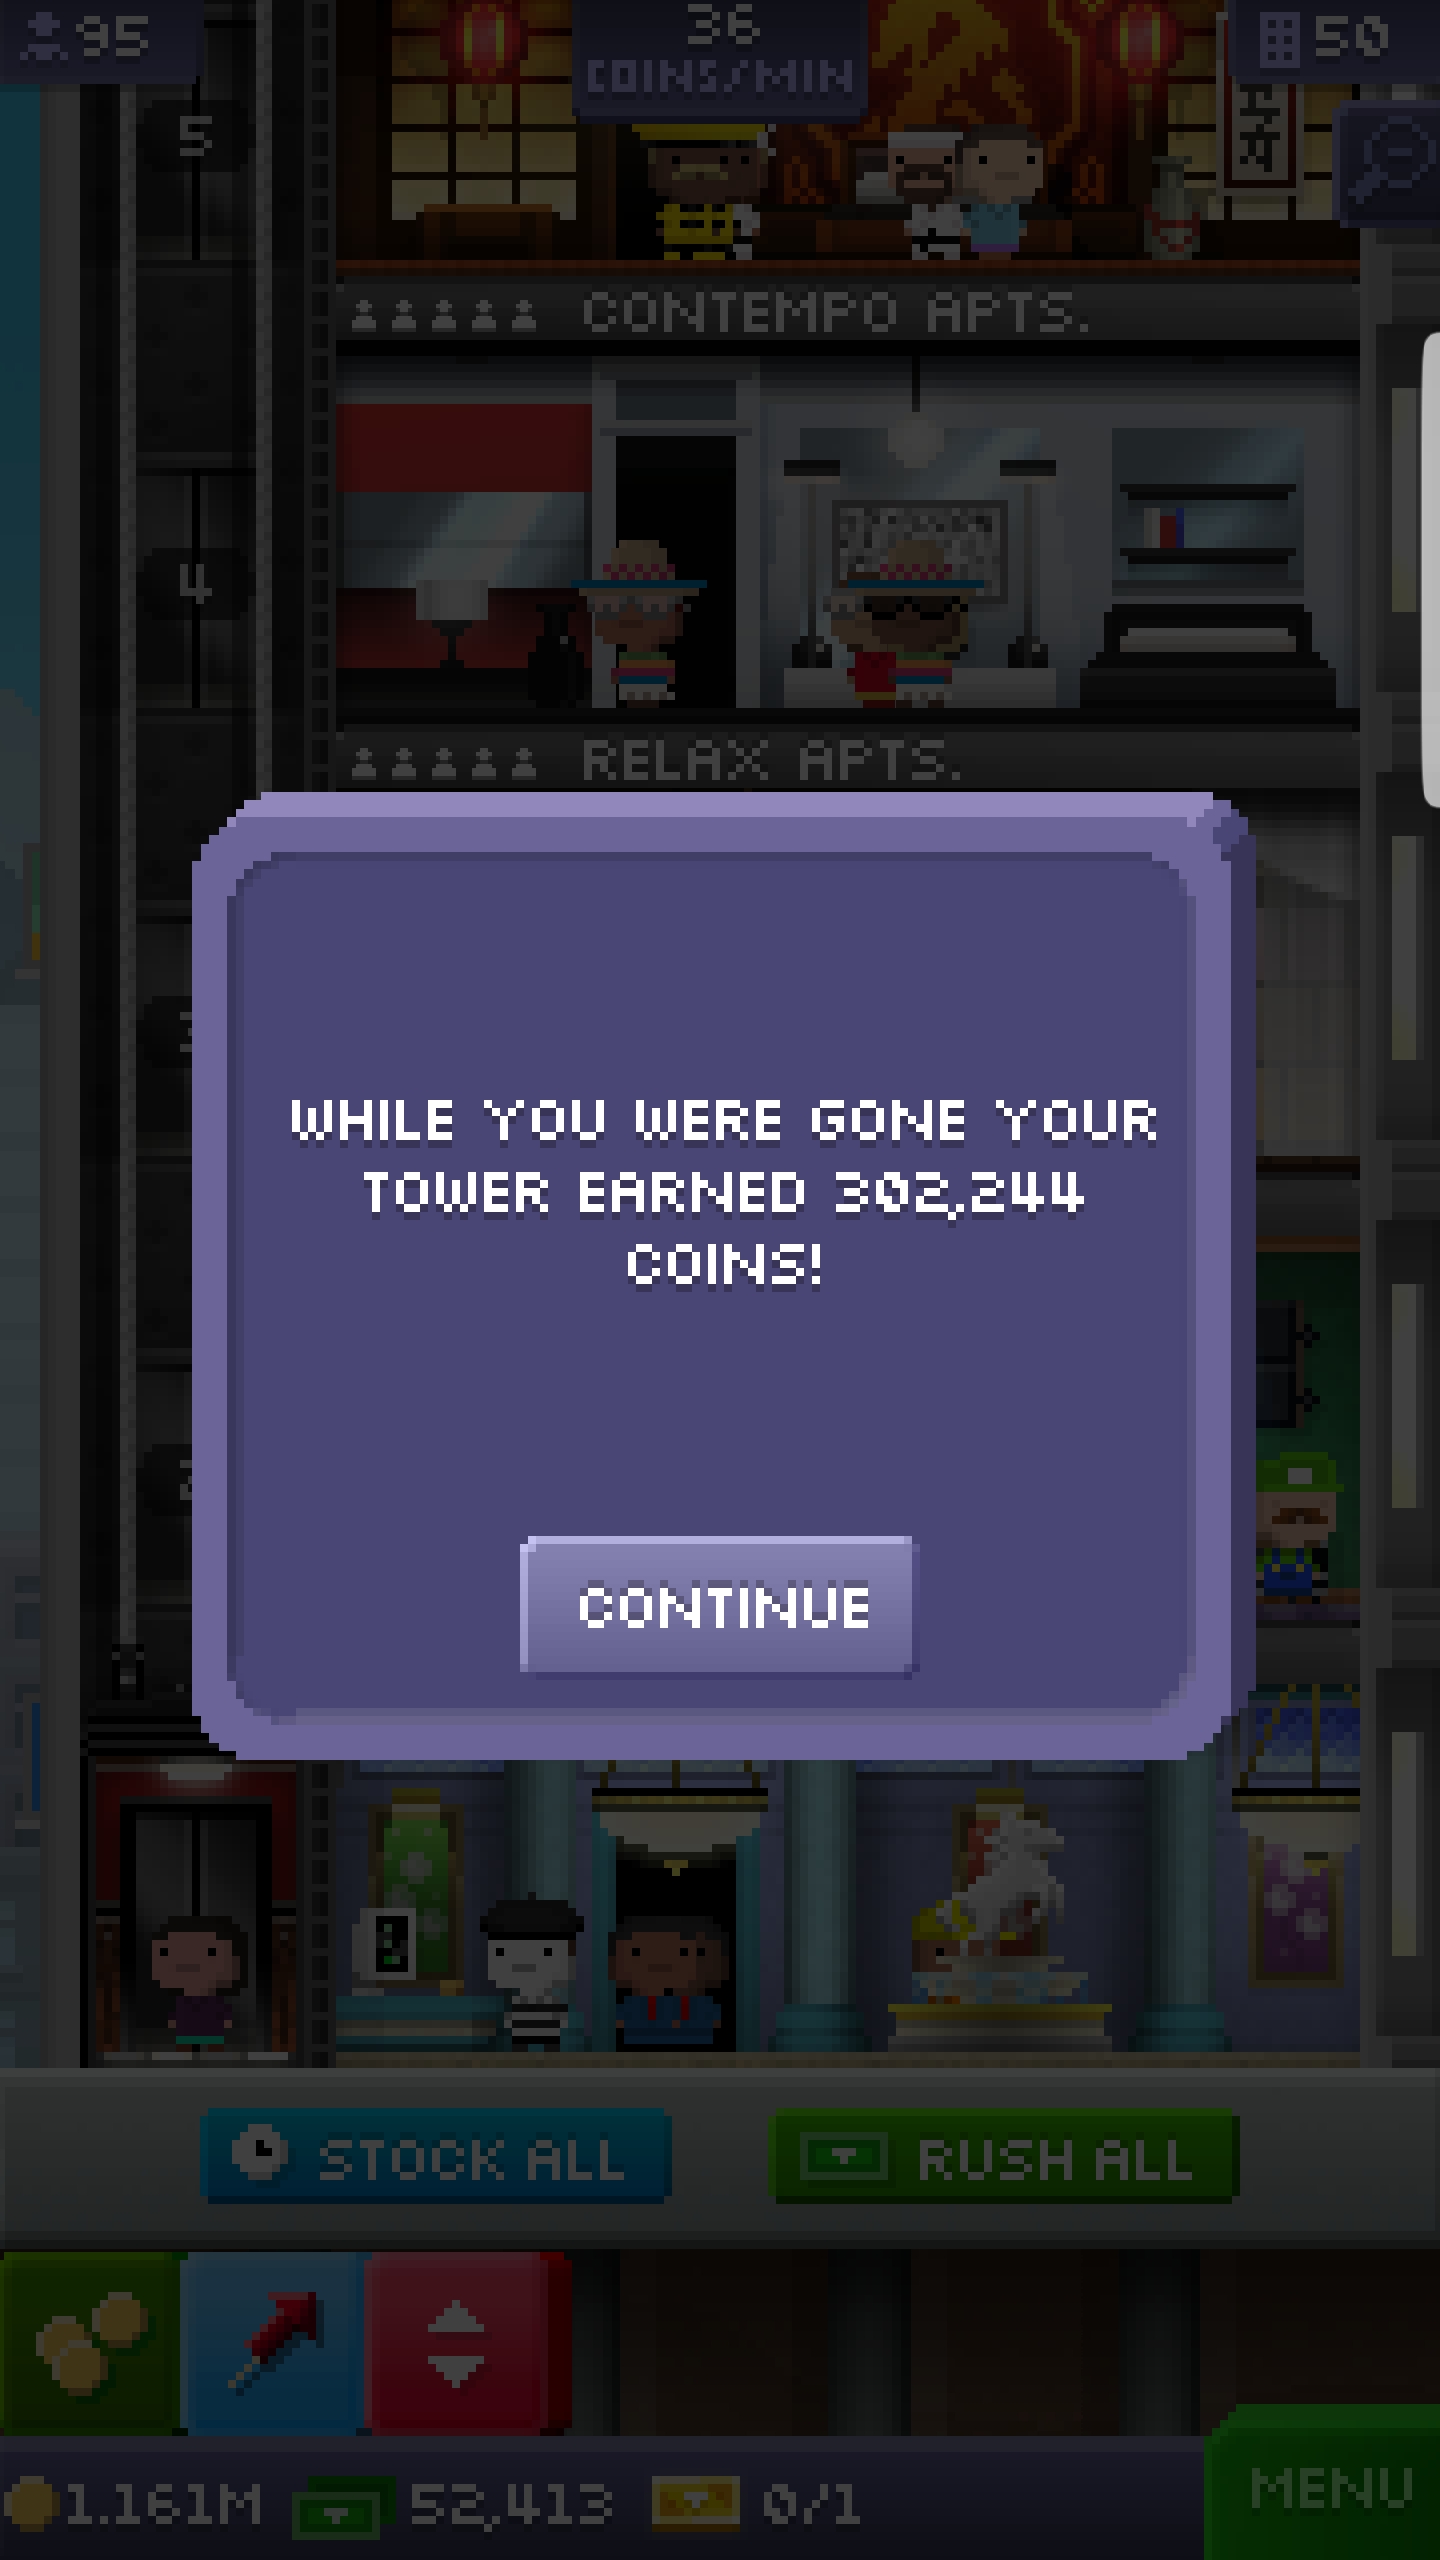 95
36
COINS/MIN
50
5
CONTEMPO APTS.
4
RELAX APTS.
WHILE YOU WERE GONE YOUR
TOWER EARNED 302,244
COINS!
CONTINUE
STOCK ALL
RUSH ALL
1.161M
52,413
0/1
MENU